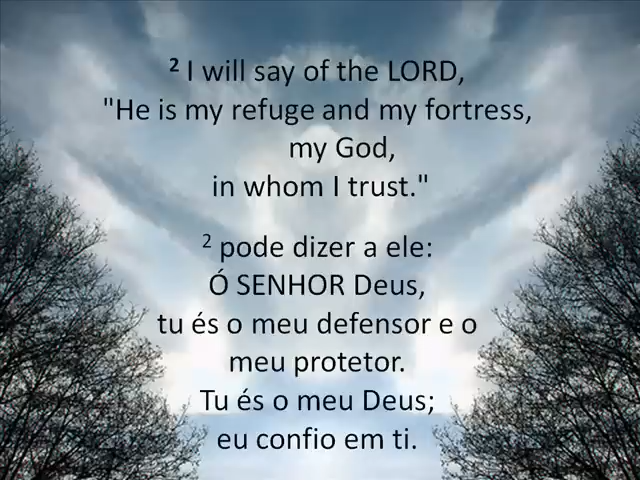 2 I will say of the LORD,
"He is my refuge and my fortress,
my God,
in whom I trust."
2 pode dizer a ele:
Ó SENHOR Deus,
tu és o meu defensor e o
meu protetor.
Tu és o meu Deus;
eu confio em ti.